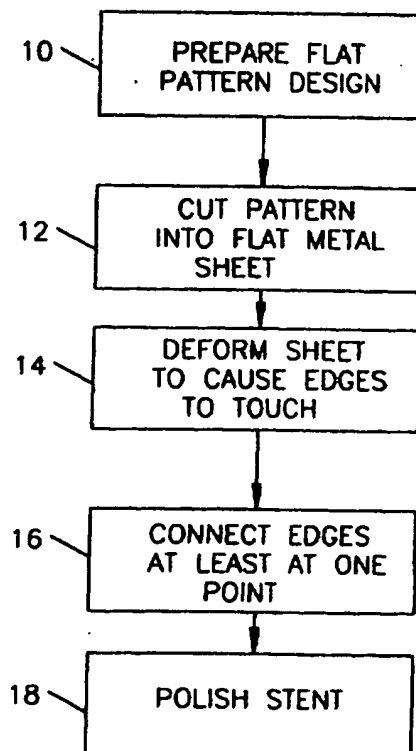 10
PREPARE FLAT
PATTERN DESIGN
12
CUT PATTERN
INTO FLAT METAL
SHEET
14
DEFORM SHEET
TO CAUSE EDGES
TO TOUCH
16
CONNECT EDGES
AT LEAST AT ONE
POINT
18
POLISH STENT